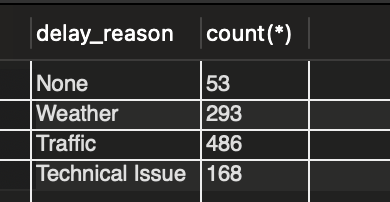 delay_reason count(*)
None 53
Weather 293
Traffic 486
Technical Issue 168